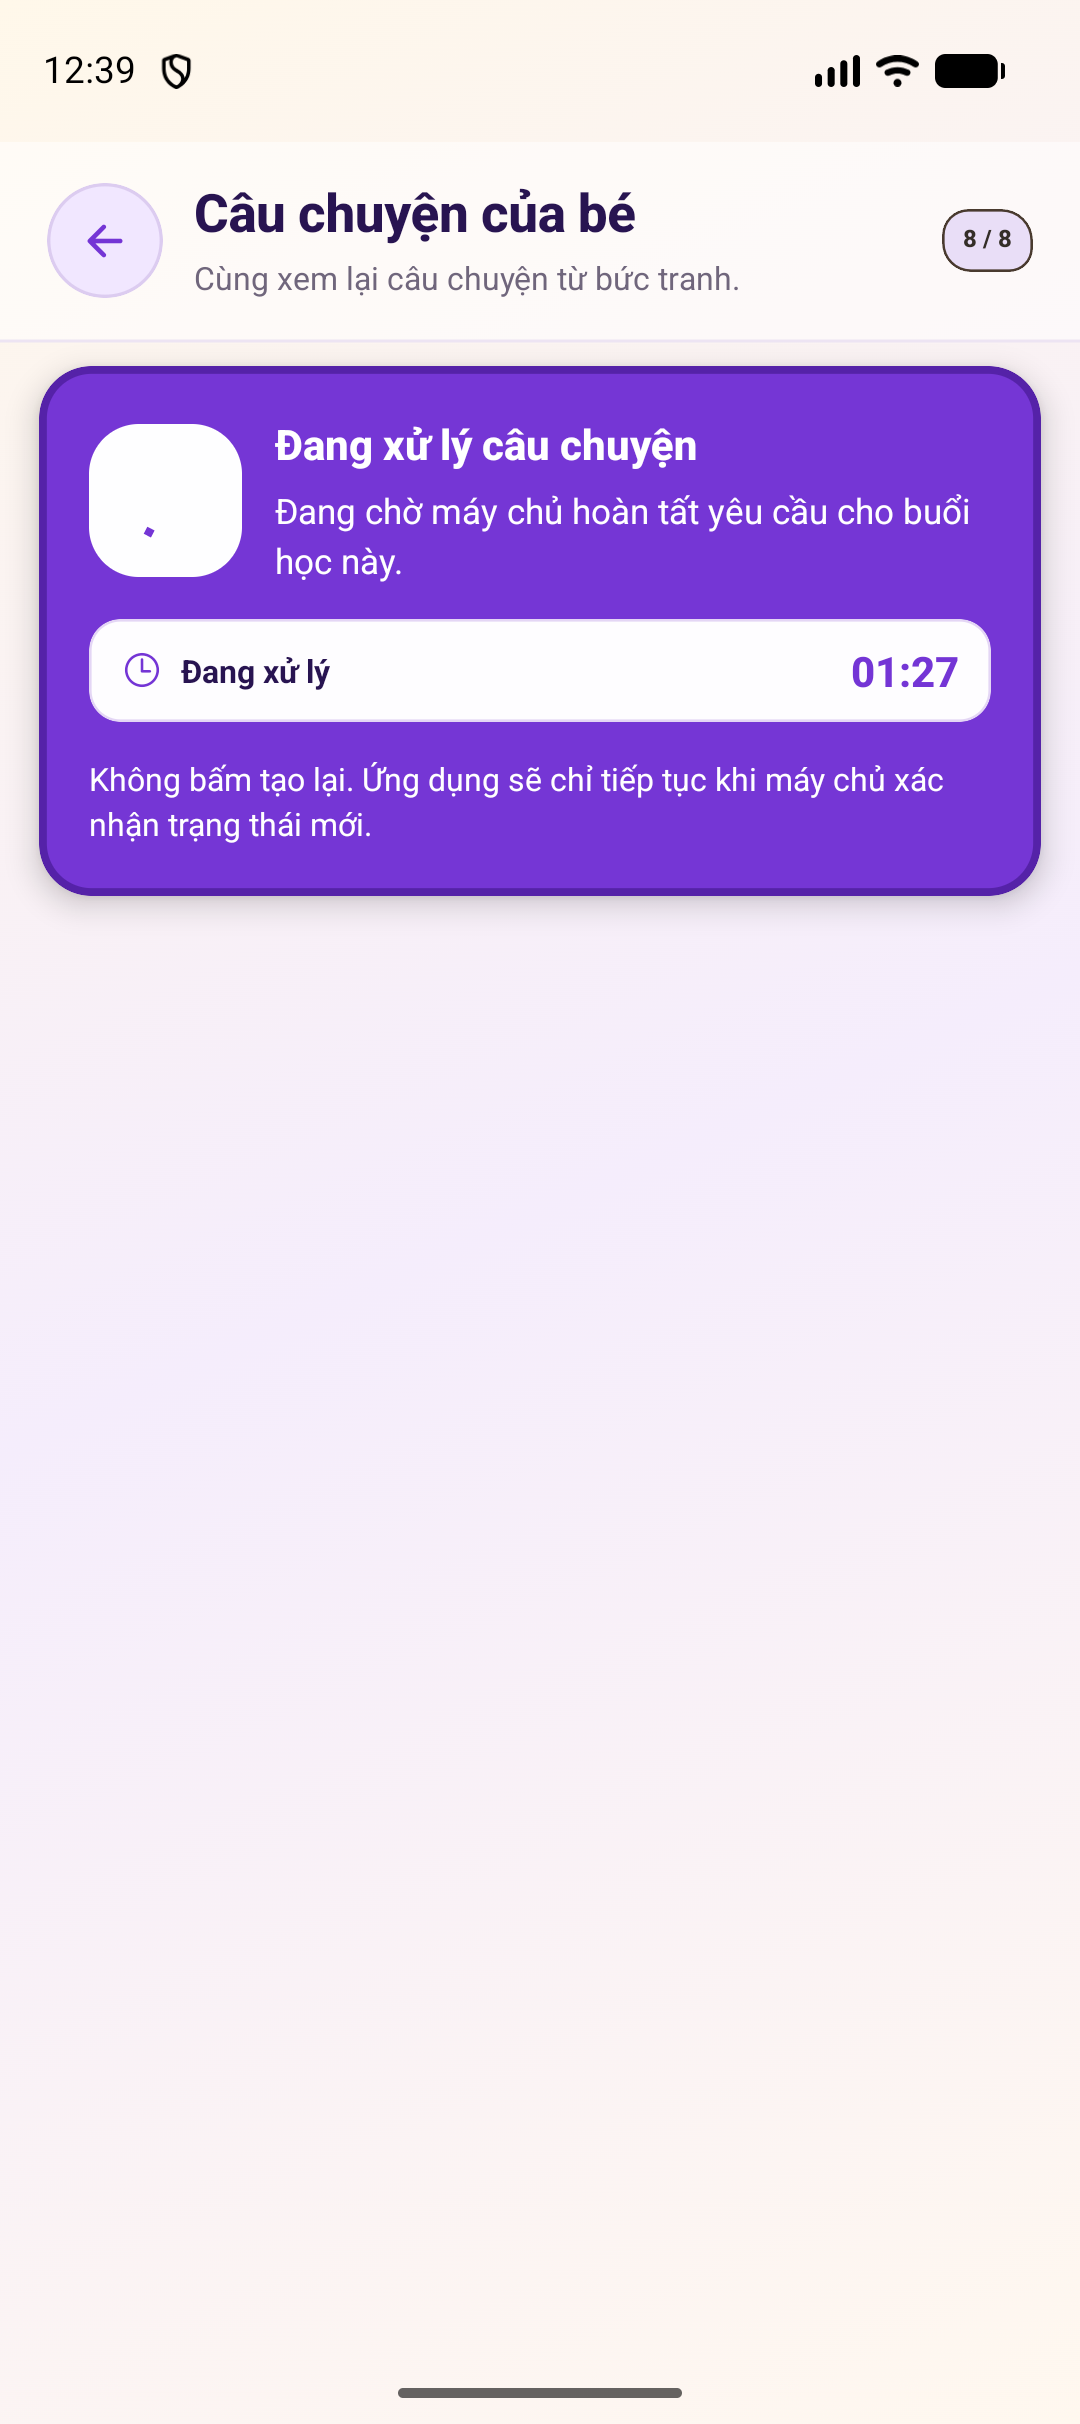 12:39
Câu chuyện của bé
Cùng xem lại câu chuyện từ bức tranh.
8 / 8
Đang xử lý câu chuyện
Đang chờ máy chủ hoàn tất yêu cầu cho buổi
học này.
Đang xử lý
01:27
Không bấm tạo lại. Ứng dụng sẽ chỉ tiếp tục khi máy chủ xác
nhận trạng thái mới.